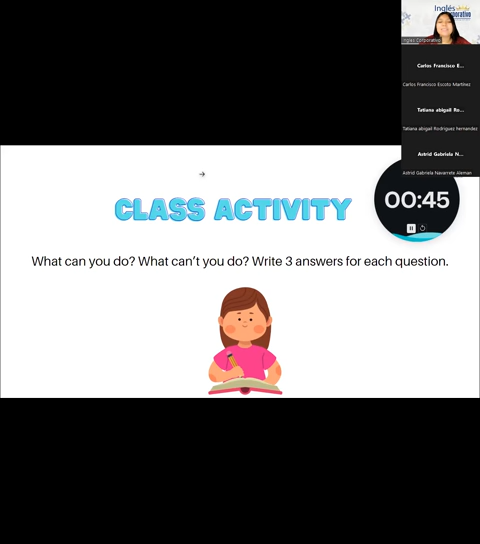 Inglés
Corporativo
Inglés Corporativo
Carlos Francisco E...
Carlos Francisco Escoto Martinez
Tatiana abigail Ro...
Tatiana abigail Rodriguez hernandez
Astrid Gabriela N...
Astrid Gabriela Navarrete Aleman
00:45
CLASS ACTIVITY
What can you do? What can’t you do? Write 3 answers for each question.